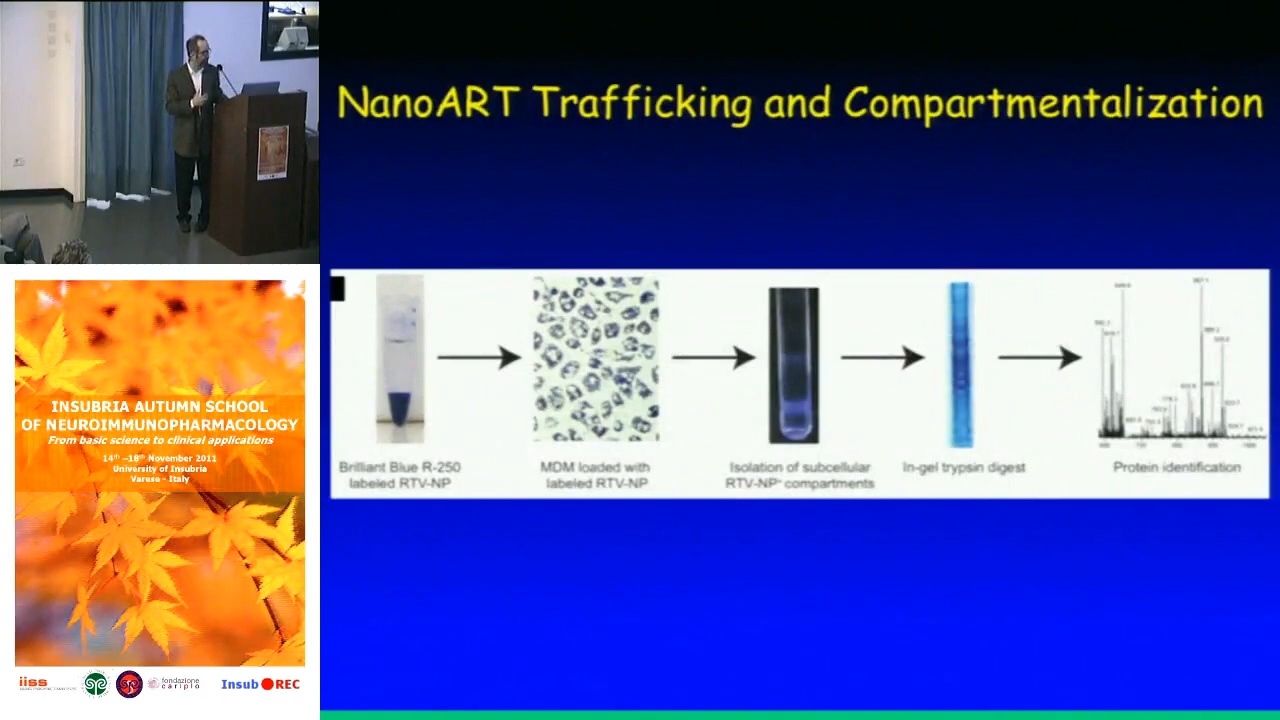 NanoART Trafficking and Compartmentalization
Brilliant Blue R-250
labeled RTV-NP
MDM loaded with
labeled RTV-NP
Isolation of subcellular
RTV-NP+ compartments
In-gel trypsin digest
Protein identification
INSUBRIA AUTUMN SCHOOL
OF NEUROIMMUNOPHARMACOLOGY
From basic science to clinical applications
14th –18th November 2011
University of Insubria
Varese - Italy
iiss
fondazione
cariplo
Insub REC